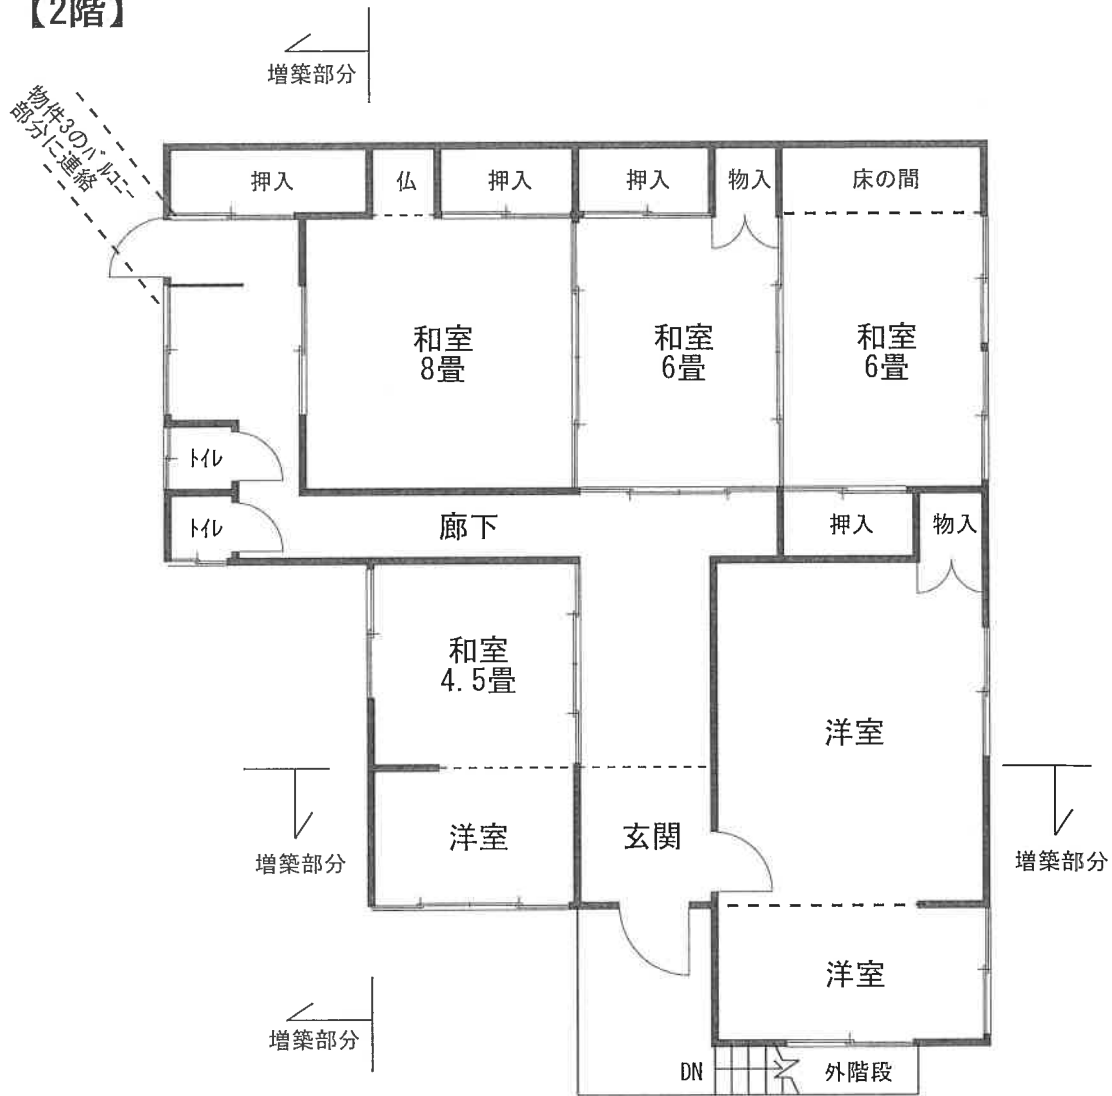 【2階】
増築部分
物件3のバルコニー
部分に連絡
押入
仏
押入
押入
物入
床の間
和室
8畳
和室
6畳
和室
6畳
トイレ
トイレ
廊下
押入
物入
和室
4.5畳
洋室
洋室
玄関
増築部分
増築部分
洋室
増築部分
DN
外階段